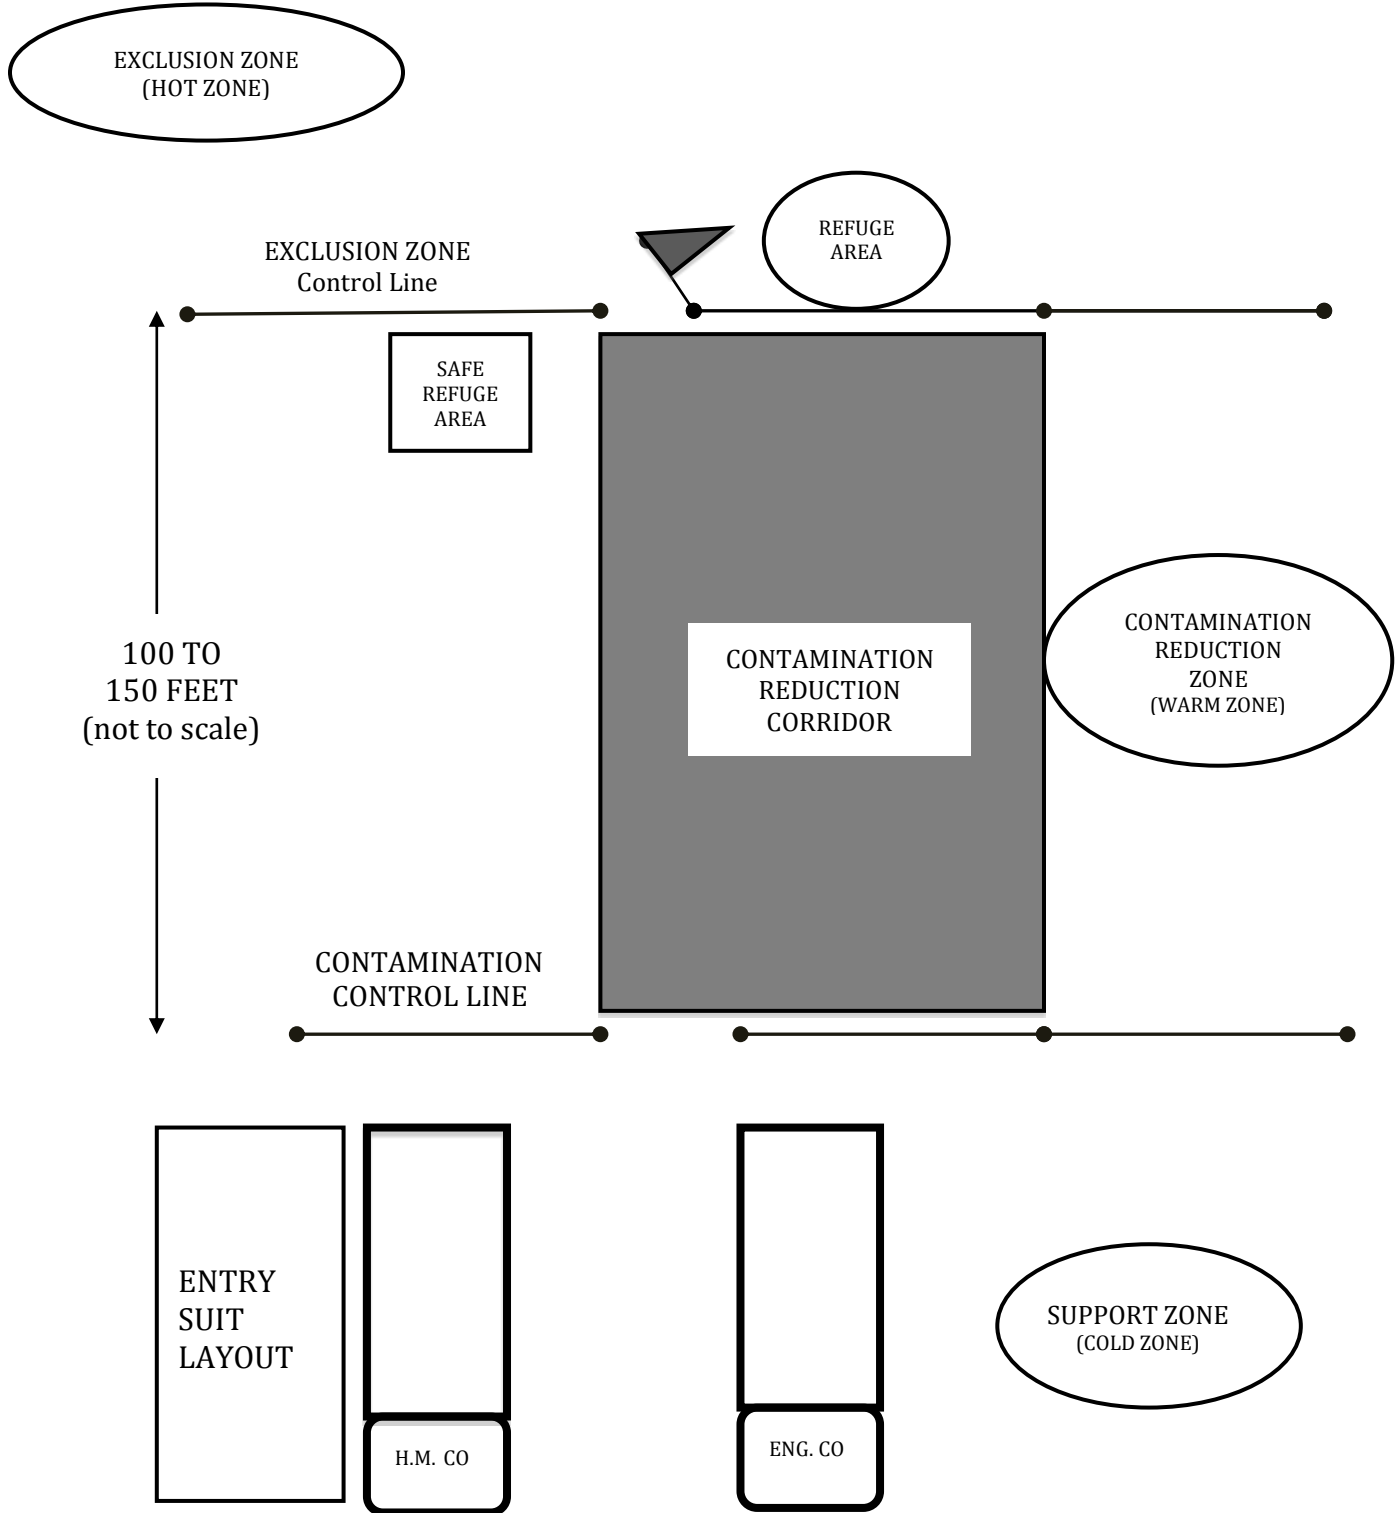 EXCLUSION ZONE
(HOT ZONE)
REFUGE
AREA
EXCLUSION ZONE
Control Line
SAFE
REFUGE
AREA
100 TO
150 FEET
(not to scale)
CONTAMINATION
REDUCTION
CORRIDOR
CONTAMINATION
REDUCTION
ZONE
(WARM ZONE)
CONTAMINATION
CONTROL LINE
ENTRY
SUIT
LAYOUT
H.M. CO
ENG. CO
SUPPORT ZONE
(COLD ZONE)